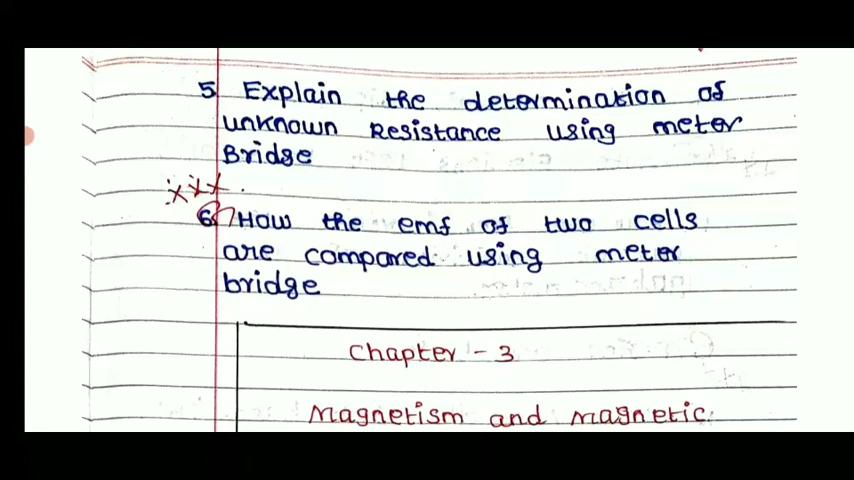 5 Explain the determination of
unknown Resistance using meter
Bridge
xxx
6. How the emf of two cells
are compared using meter
bridge
Chapter - 3
Magnetism and magnetic